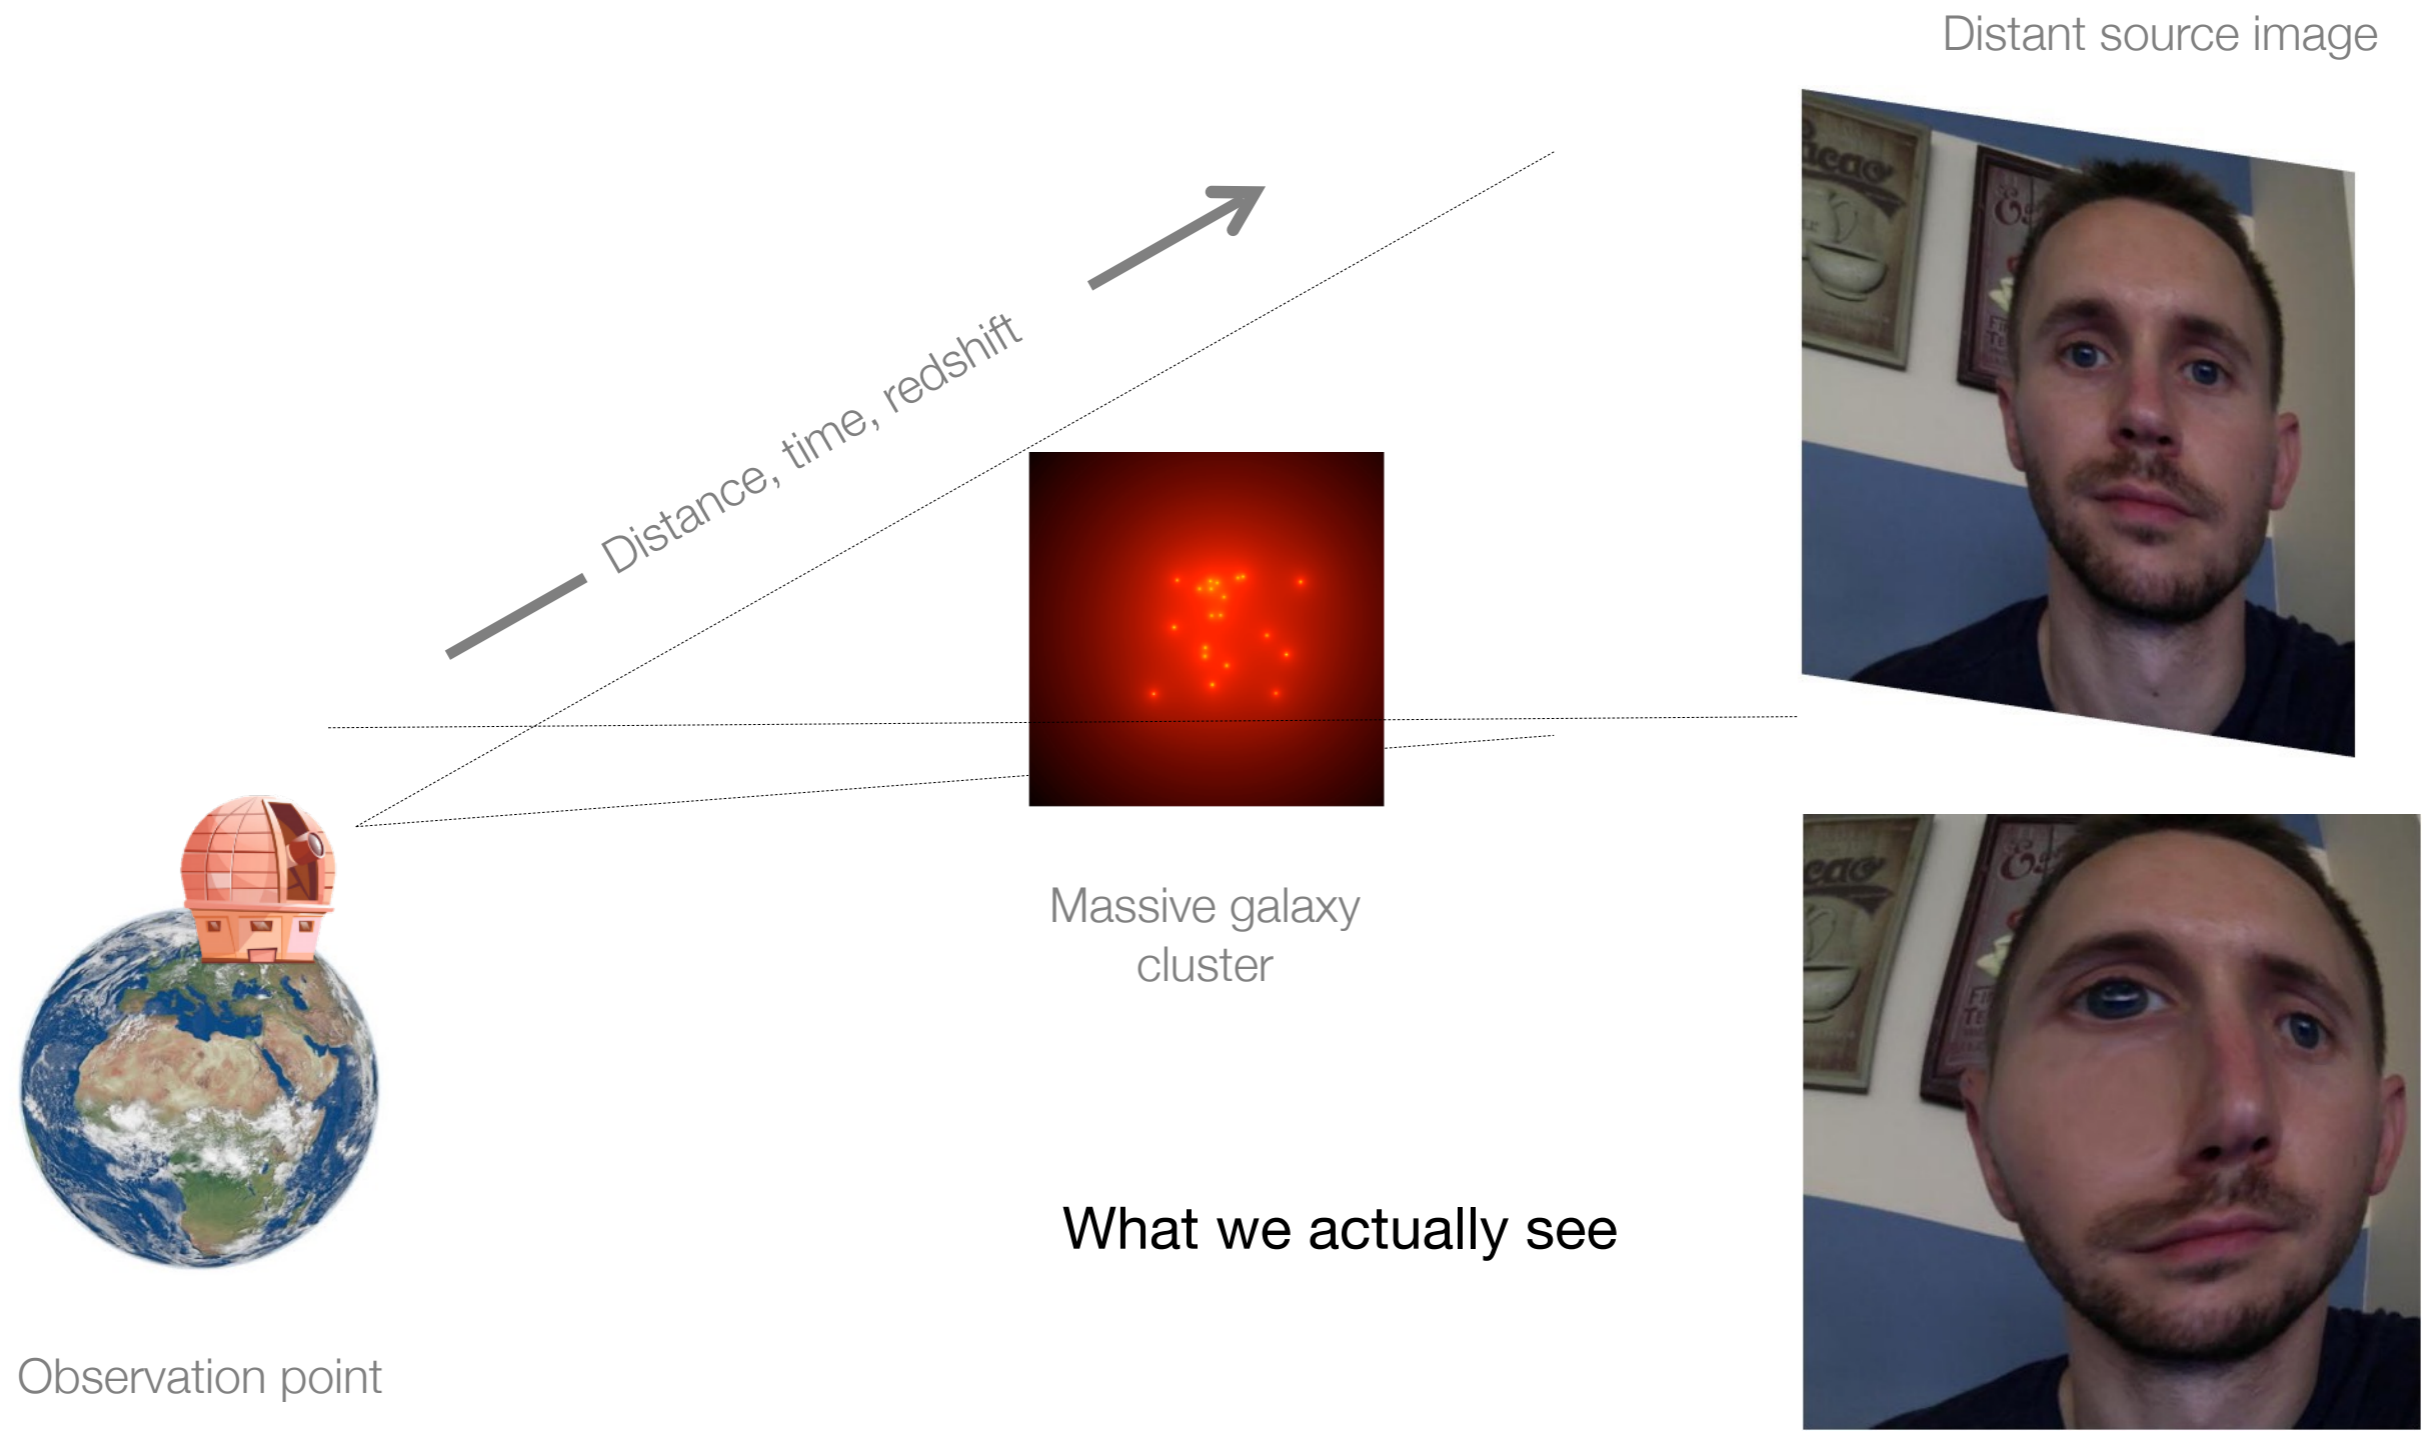 Distant source image
Distance, time, redshift
Massive galaxy
cluster
What we actually see
Observation point